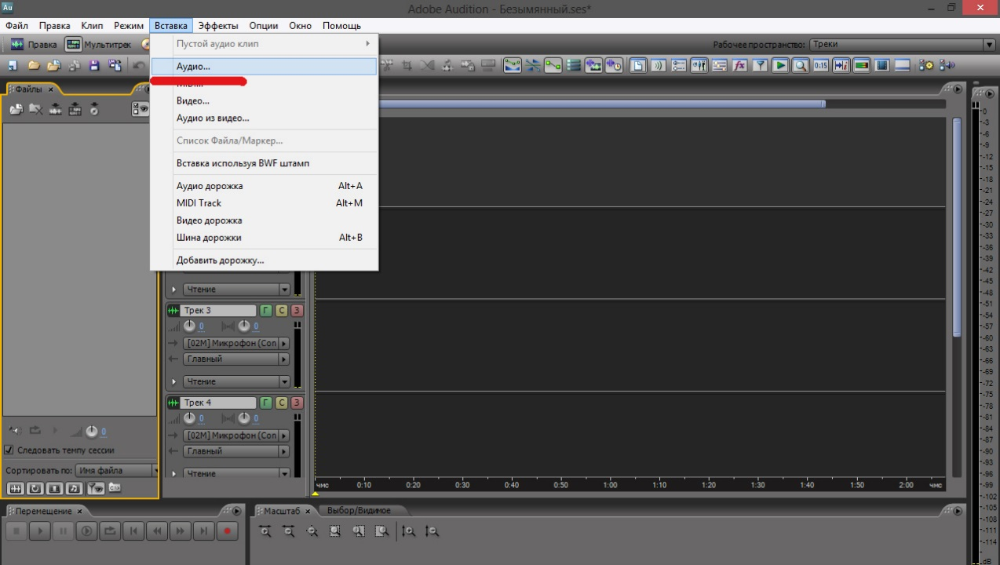 Au Adobe Audition - Безымянный.ses*
Файл Правка Клип Режим Вставка Эффекты Опции Окно Помощь
Правка Мультитрек Рабочее пространство: Треки
Пустой аудио клип
Аудио...
Видео...
Аудио из видео...
Список Файла/Маркер...
Вставка используя BWF штамп
Аудио дорожка Alt+A
MIDI Track Alt+M
Видео дорожка
Шина дорожки Alt+B
Добавить дорожку...
Файлы
Чтение
Трек 3 Г С З
0 0
[02M] Микрофон (Con
Главный
Чтение
Трек 4 Г С З
0 0
[02M] Микрофон (Con
Главный
Чтение
0
Следовать темпу сессии
Сортировать по: Имя файла
чмс 0:10 0:20 0:30 0:40 0:50 1:00 1:10 1:20 1:30 1:40 1:50 2:00 чмс
0
-3
-6
-9
-12
-15
-18
-21
-24
-27
-30
-33
-36
-39
-42
-45
-48
-51
-54
-57
-60
-63
-66
-69
-72
-75
-78
-81
-84
-87
-90
-93
-96
-99
-102
-105
-108
-111
-114
dB
Перемещение
Масштаб Выбор/Видимое